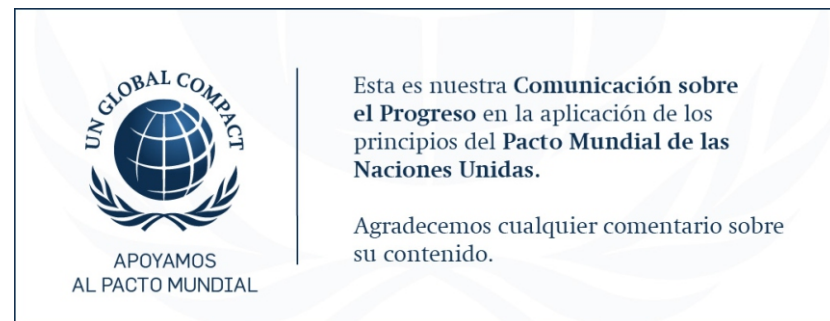 UN GLOBAL COMPACT
APOYAMOS
AL PACTO MUNDIAL
Esta es nuestra Comunicación sobre
el Progreso en la aplicación de los
principios del Pacto Mundial de las
Naciones Unidas.
Agradecemos cualquier comentario sobre
su contenido.